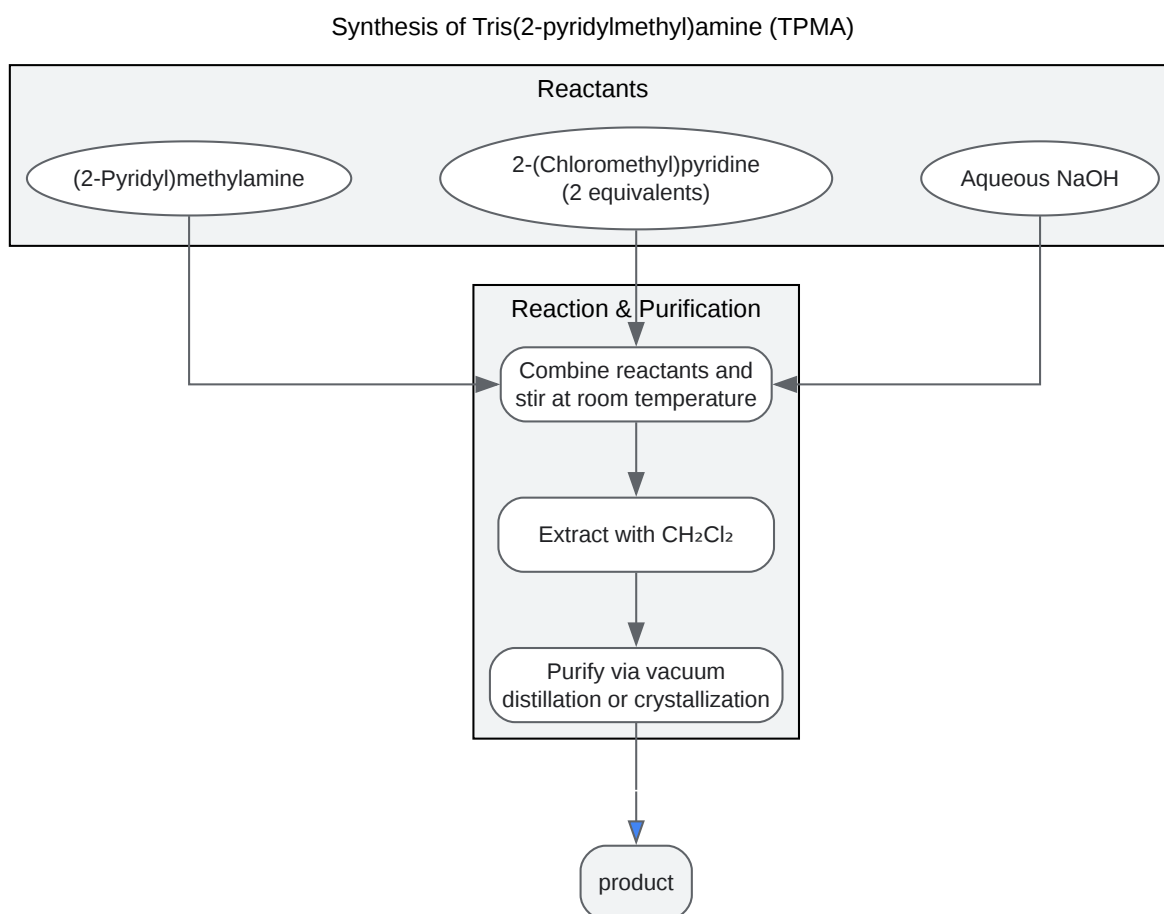 Synthesis of Tris(2-pyridylmethyl)amine (TPMA)
Reactants
(2-Pyridyl)methylamine
2-(Chloromethyl)pyridine
(2 equivalents)
Aqueous NaOH
Reaction & Purification
Combine reactants and
stir at room temperature
Extract with CH₂Cl₂
Purify via vacuum
distillation or crystallization
product